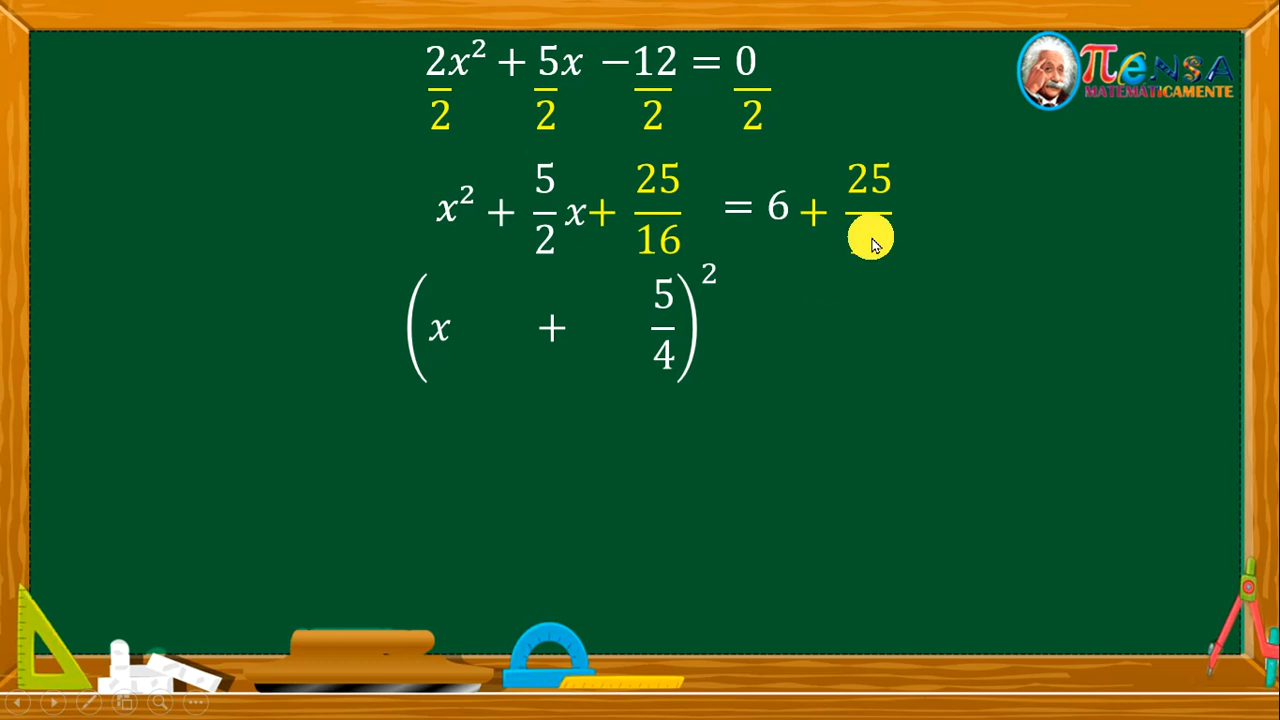 πENSA
MATEMÁTICAMENTE
2x² + 5x −12 = 0
2 2 2 2
x² + 5/2 x + 25/16 = 6 + 25
(x + 5/4)²